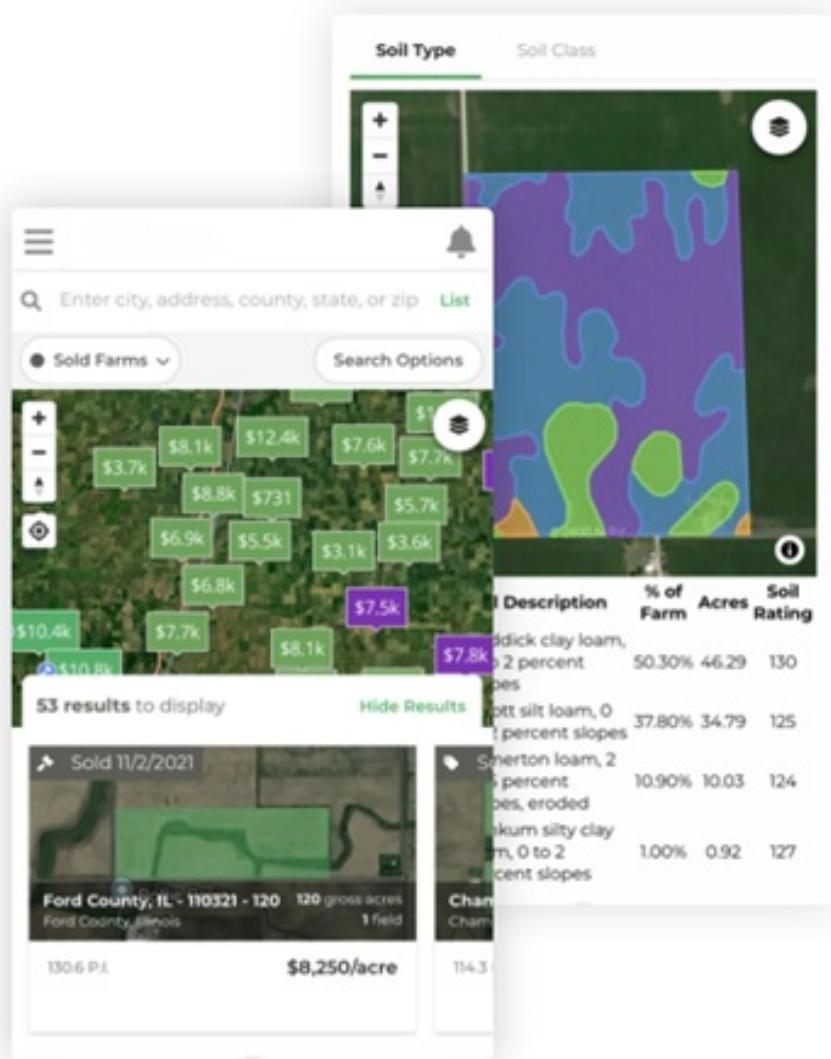 Soil Type Soil Class
Enter city, address, county, state, or zip List
Sold Farms Search Options
$12.4k
$8.1k
$7.6k
$3.7k
$7.7k
$8.8k $731
$5.7k
$6.9k $5.5k $3.1k $3.6k
$6.8k
$7.5k
$10.4k $7.7k
$8.1k
$7.8k
$10.8k
53 results to display Hide Results
Sold 11/2/2021
Ford County, IL - 110321 - 120 120 gross acres
Ford County, Illinois 1 field
130.6 P.I. $8,250/acre
Cham
Cham
114.3
Description % of Farm Acres Soil Rating
ddick clay loam,
2 percent 50.30% 46.29 130
pes
ott silt loam, 0
percent slopes 37.80% 34.79 125
merton loam, 2
percent 10.90% 10.03 124
pes, eroded
nkum silty clay
m, 0 to 2 1.00% 0.92 127
cent slopes